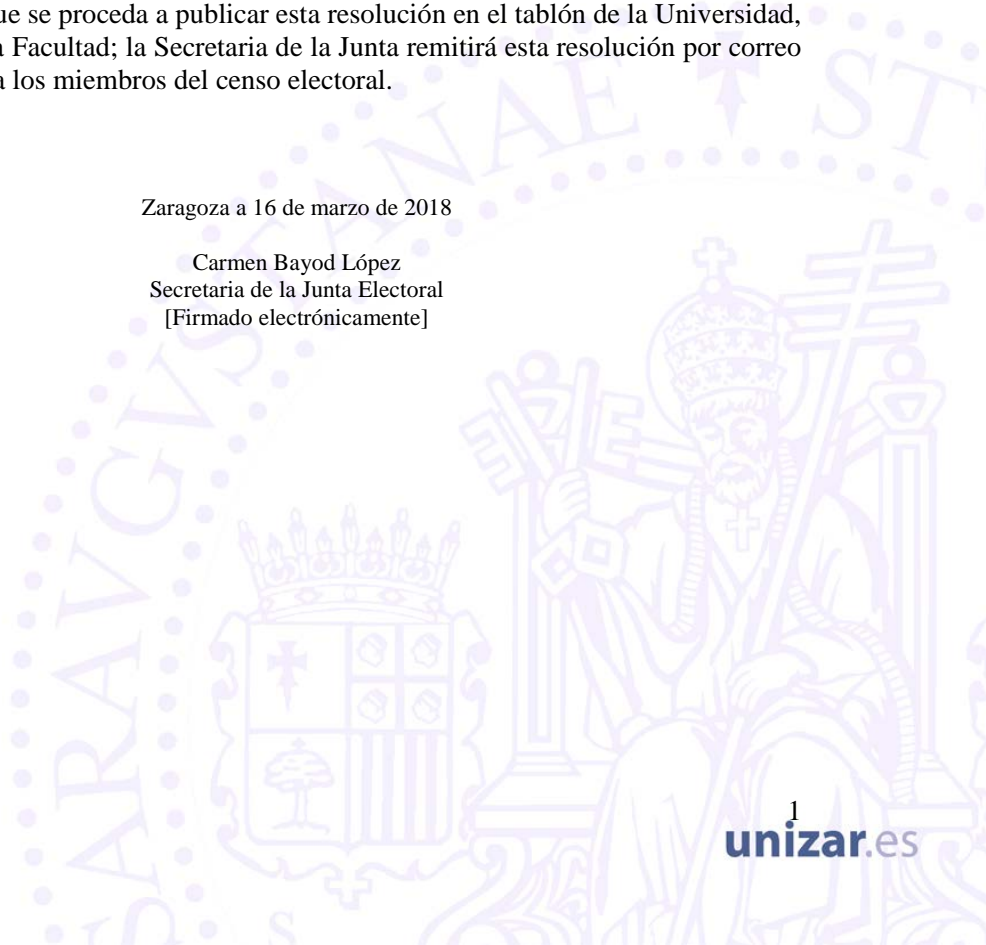 ue se proceda a publicar esta resolución en el tablón de la Universidad,
a Facultad; la Secretaria de la Junta remitirá esta resolución por correo
a los miembros del censo electoral.
Zaragoza a 16 de marzo de 2018
Carmen Bayod López
Secretaria de la Junta Electoral
[Firmado electrónicamente]
SARAVGVSTANAE ST
S
1
unizar.es